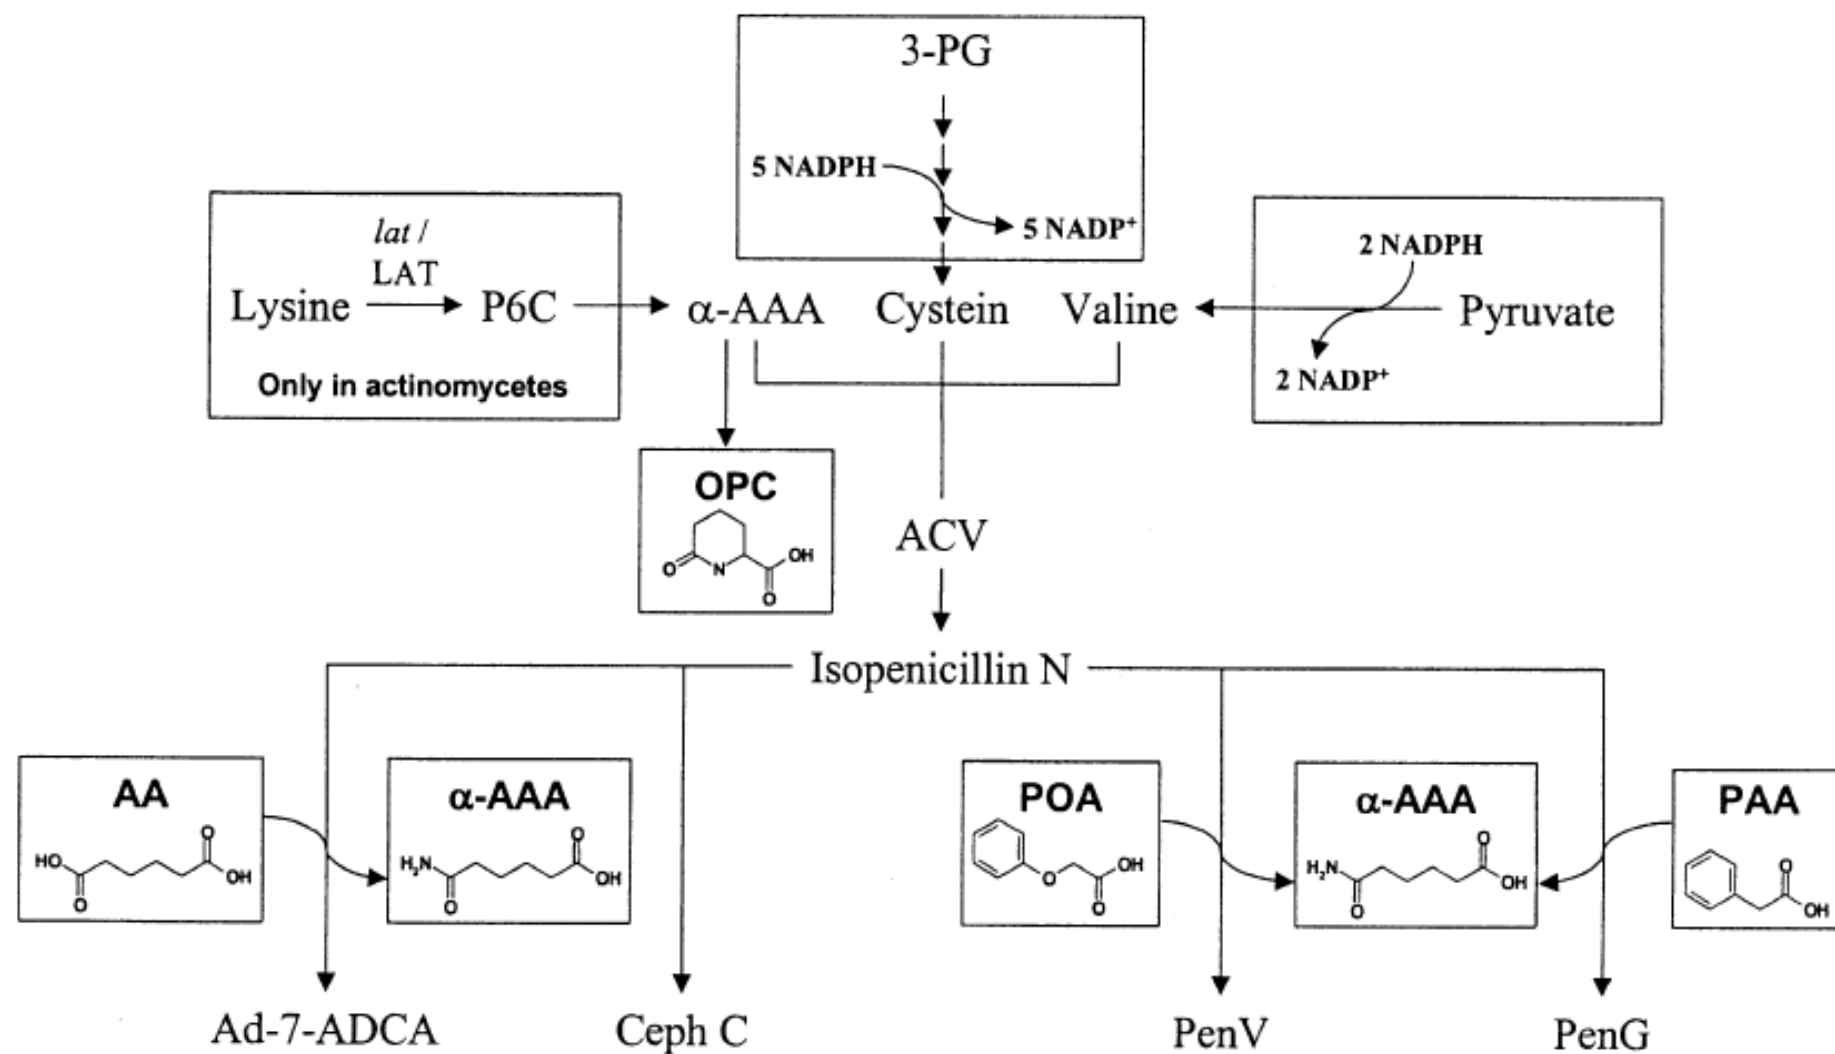 3-PG
5 NADPH
5 NADP⁺
lat /
LAT
Lysine
P6C
Only in actinomycetes
α-AAA
Cystein
Valine
2 NADPH
Pyruvate
2 NADP⁺
OPC
O
N
OH
O
ACV
Isopenicillin N
AA
HO
O
O
OH
α-AAA
H₂N
O
O
OH
POA
O
OH
O
α-AAA
H₂N
O
O
OH
PAA
O
OH
Ad-7-ADCA
Ceph C
PenV
PenG